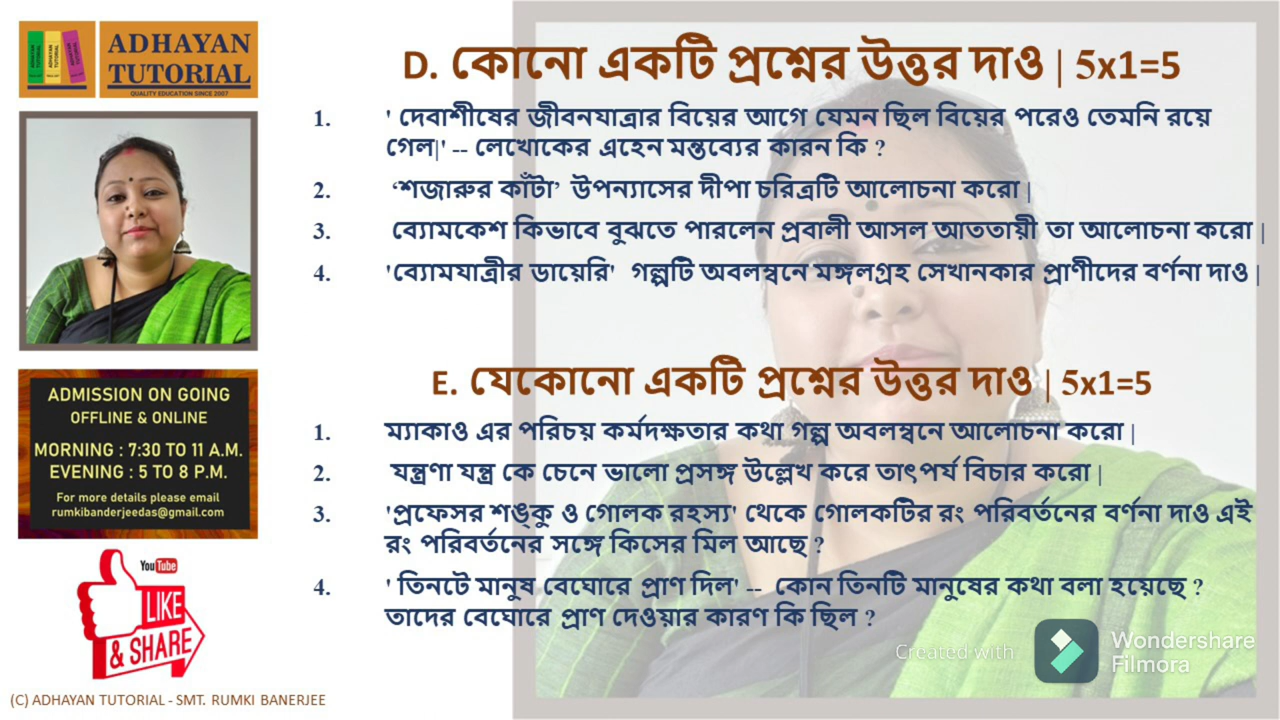 ADHAYAN
TUTORIAL
QUALITY EDUCATION SINCE 2007
D. কোনো একটি প্রশ্নের উত্তর দাও | 5x1=5
1. ' দেবাশীষের জীবনযাত্রার বিয়ের আগে যেমন ছিল বিয়ের পরেও তেমনি রয়ে
গেল|' -- লেখোকের এহেন মন্তব্যের কারন কি ?
2. ‘শজারুর কাঁটা’ উপন্যাসের দীপা চরিত্রটি আলোচনা করো |
3. ব্যোমকেশ কিভাবে বুঝতে পারলেন প্রবালী আসল আততায়ী তা আলোচনা করো |
4. 'ব্যোমযাত্রীর ডায়েরি' গল্পটি অবলম্বনে মঙ্গলগ্রহ সেখানকার প্রাণীদের বর্ণনা দাও |
E. যেকোনো একটি প্রশ্নের উত্তর দাও | 5x1=5
1. ম্যাকাও এর পরিচয় কর্মদক্ষতার কথা গল্প অবলম্বনে আলোচনা করো |
2. যন্ত্রণা যন্ত্র কে চেনে ভালো প্রসঙ্গ উল্লেখ করে তাৎপর্য বিচার করো |
3. 'প্রফেসর শঙ্কু ও গোলক রহস্য' থেকে গোলকটির রং পরিবর্তনের বর্ণনা দাও এই
রং পরিবর্তনের সঙ্গে কিসের মিল আছে ?
4. ' তিনটে মানুষ বেঘোরে প্রাণ দিল' -- কোন তিনটি মানুষের কথা বলা হয়েছে ?
তাদের বেঘোরে প্রাণ দেওয়ার কারণ কি ছিল ?
ADMISSION ON GOING
OFFLINE & ONLINE
MORNING : 7:30 TO 11 A.M.
EVENING : 5 TO 8 P.M.
For more details please email
rumkibanderjeedas@gmail.com
YouTube
LIKE
& SHARE
Created with
Wondershare
Filmora
(C) ADHAYAN TUTORIAL - SMT. RUMKI BANERJEE